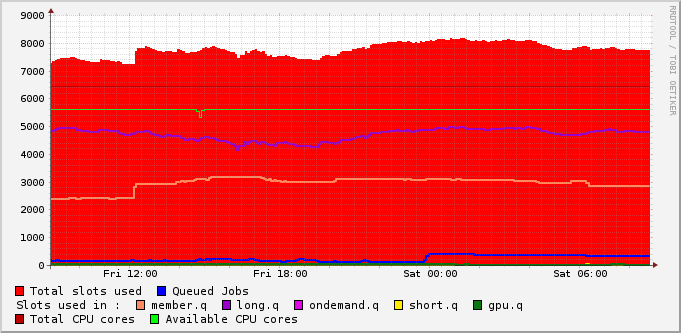 RRDTOOL / TOBI OETIKER
9000
8000
7000
6000
5000
4000
3000
2000
1000
0
Fri 12:00 Fri 18:00 Sat 00:00 Sat 06:00
Total slots used Queued Jobs
Slots used in : member.q long.q ondemand.q short.q gpu.q
Total CPU cores Available CPU cores